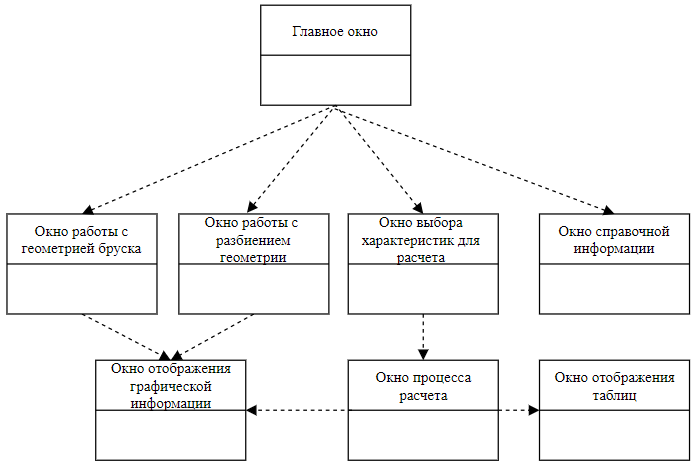 Главное окно
Окно работы с
геометрией бруска
Окно работы с
разбиением
геометрии
Окно выбора
характеристик для
расчета
Окно справочной
информации
Окно отображения
графической
информации
Окно процесса
расчета
Окно отображения
таблиц